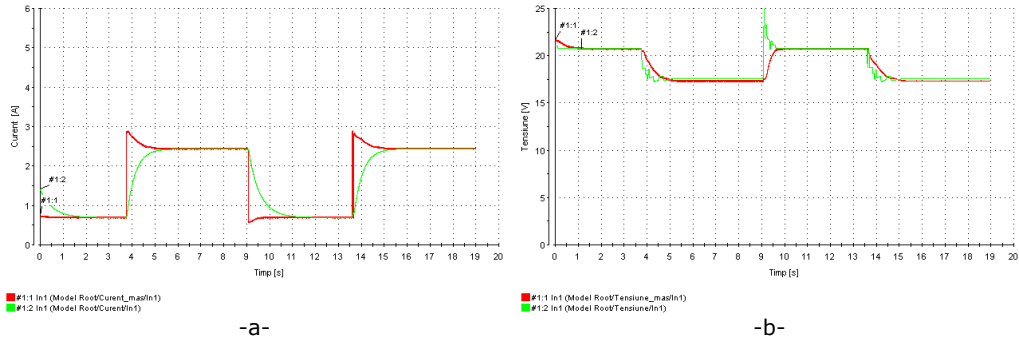 6
5
4
3
2
1
0
Curent [A]
#1:2
#1:1
0 1 2 3 4 5 6 7 8 9 10 11 12 13 14 15 16 17 18 19 20
Timp [s]
#1:1 In1 (Model Root/Curent_mas/In1)
#1:2 In1 (Model Root/Curent/In1)
-a-
25
20
15
10
5
0
Tensiune [V]
#1:1
#1:2
0 1 2 3 4 5 6 7 8 9 10 11 12 13 14 15 16 17 18 19 20
Timp [s]
#1:1 In1 (Model Root/Tensiune_mas/In1)
#1:2 In1 (Model Root/Tensiune/In1)
-b-